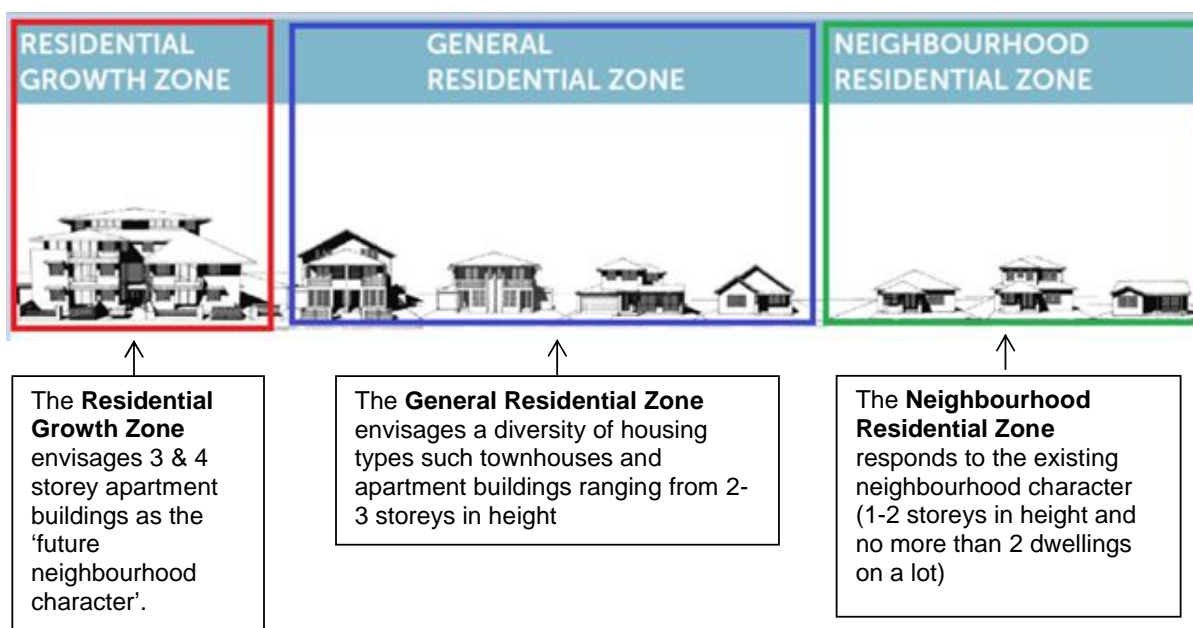 RESIDENTIAL
GROWTH ZONE
GENERAL
RESIDENTIAL ZONE
NEIGHBOURHOOD
RESIDENTIAL ZONE
The Residential
Growth Zone
envisages 3 & 4
storey apartment
buildings as the
‘future
neighbourhood
character’.
The General Residential Zone
envisages a diversity of housing
types such townhouses and
apartment buildings ranging from 2-
3 storeys in height
The Neighbourhood
Residential Zone
responds to the existing
neighbourhood character
(1-2 storeys in height and
no more than 2 dwellings
on a lot)